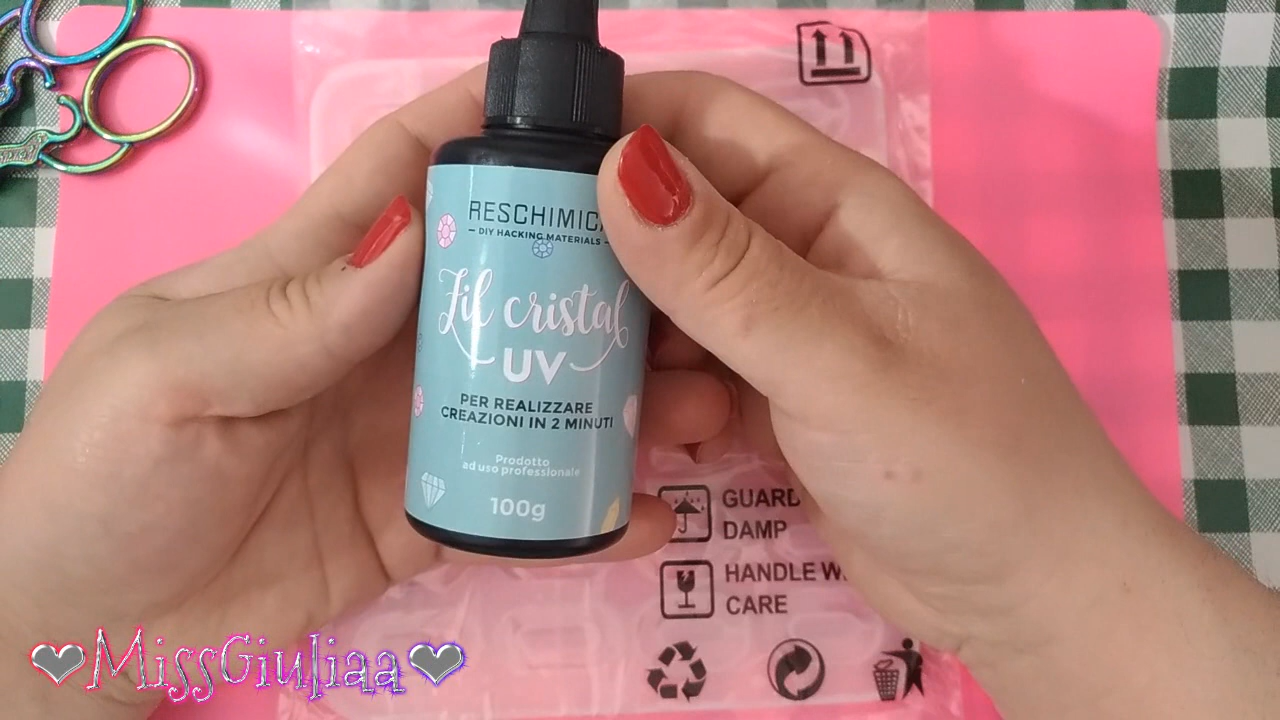 RESCHIMICA
DIY HACKING MATERIALS
Fil cristal
UV
PER REALIZZARE
CREAZIONI IN 2 MINUTI
Prodotto
ad uso professionale
100g
GUARD
DAMP
HANDLE W
CARE
MissGiuliaa